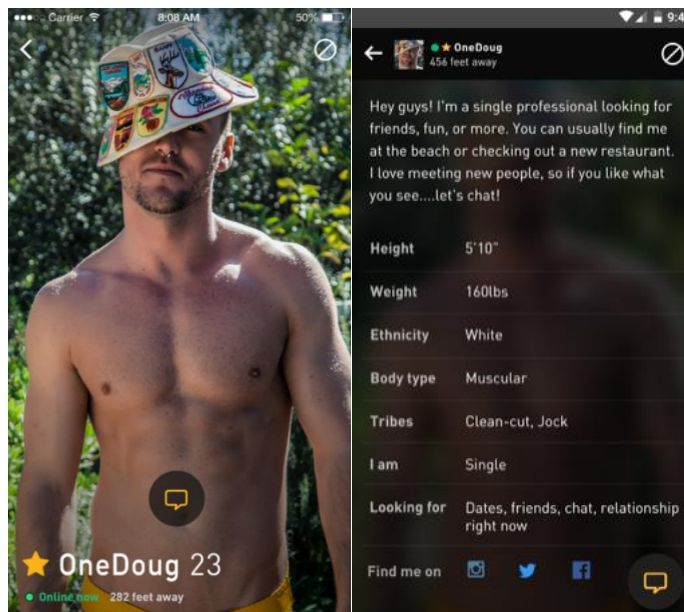 Carrier 8:08 AM 50%
OneDoug 23
Online now 282 feet away
9:4
OneDoug
456 feet away
Hey guys! I'm a single professional looking for
friends, fun, or more. You can usually find me
at the beach or checking out a new restaurant.
I love meeting new people, so if you like what
you see....let's chat!
Height 5'10"
Weight 160lbs
Ethnicity White
Body type Muscular
Tribes Clean-cut, Jock
I am Single
Looking for Dates, friends, chat, relationship
right now
Find me on